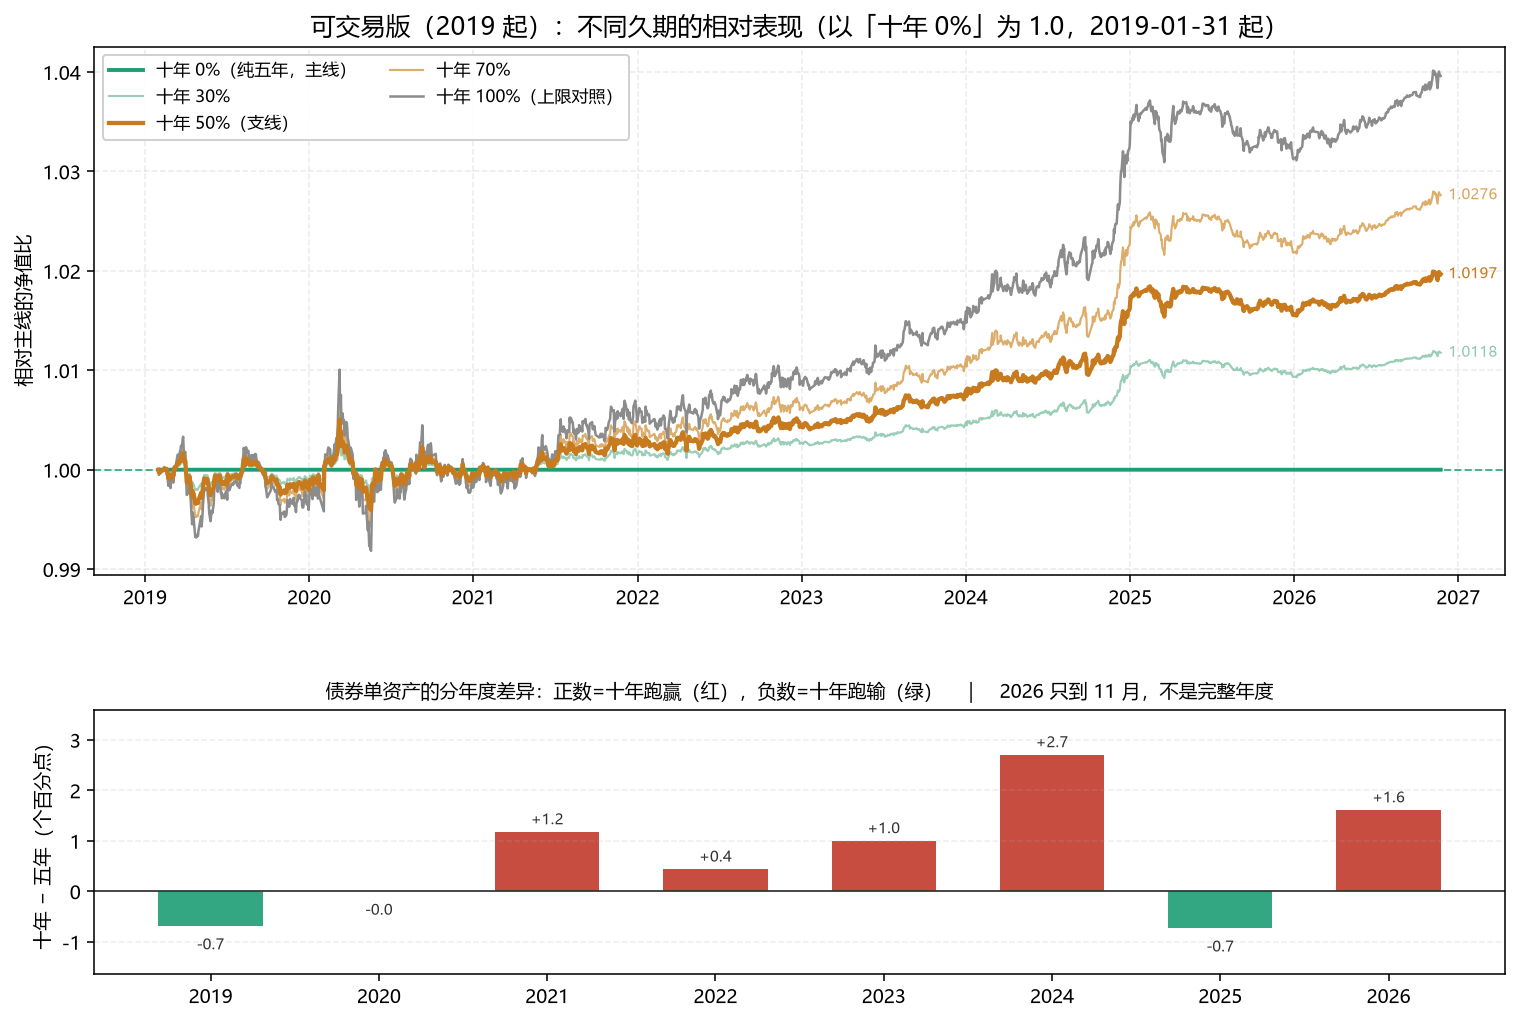 可交易版（2019 起）：不同久期的相对表现（以「十年 0%」为 1.0，2019-01-31 起）
十年 0%（纯五年，主线）
十年 30%
十年 50%（支线）
十年 70%
十年 100%（上限对照）
相对主线的净值比
1.04
1.03
1.02
1.01
1.00
0.99
1.0276
1.0197
1.0118
2019 2020 2021 2022 2023 2024 2025 2026 2027
债券单资产的分年度差异：正数=十年跑赢（红），负数=十年跑输（绿） | 2026 只到 11 月，不是完整年度
十年 − 五年（个百分点）
3
2
1
0
-1
-0.7
-0.0
+1.2
+0.4
+1.0
+2.7
-0.7
+1.6
2019 2020 2021 2022 2023 2024 2025 2026